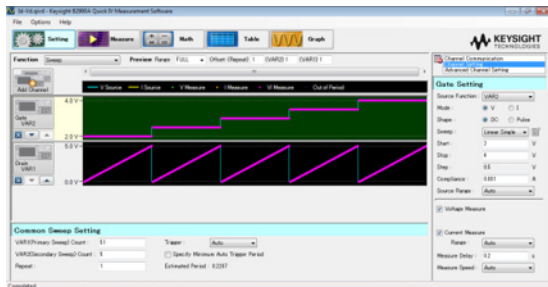 3d-Vd.qivd - Keysight B2900A Quick IV Measurement Software
File Options Help
Setting Measure Math Table Graph
KEYSIGHT TECHNOLOGIES
Function Sweep Preview Range FULL Offset (Repeat) 1 (VAR2) 1 (VAR1) 1
Add Channel
V Source I Source V Measure I Measure VI Measure Out of Period
Gate
VAR2
4.0 V
2.0 V
Drain
VAR1
5.0 V
0.0 V
Channel Communication
Channel Setting
Advanced Channel Setting
Gate Setting
Source Function : VAR2
Mode : V I
Shape : DC Pulse
Sweep : Linear Single
Start : 2 V
Stop : 4 V
Step : 0.5 V
Compliance : 0.001 A
Source Range : Auto
Voltage Measure
Current Measure
Range : Auto
Measure Delay : 0.2 s
Measure Speed : Auto
Common Sweep Setting
VAR1(Primary Sweep) Count : 51
VAR2(Secondary Sweep) Count : 5
Repeat : 1
Trigger : Auto
Specify Minimum Auto Trigger Period
Estimated Period :
Completed